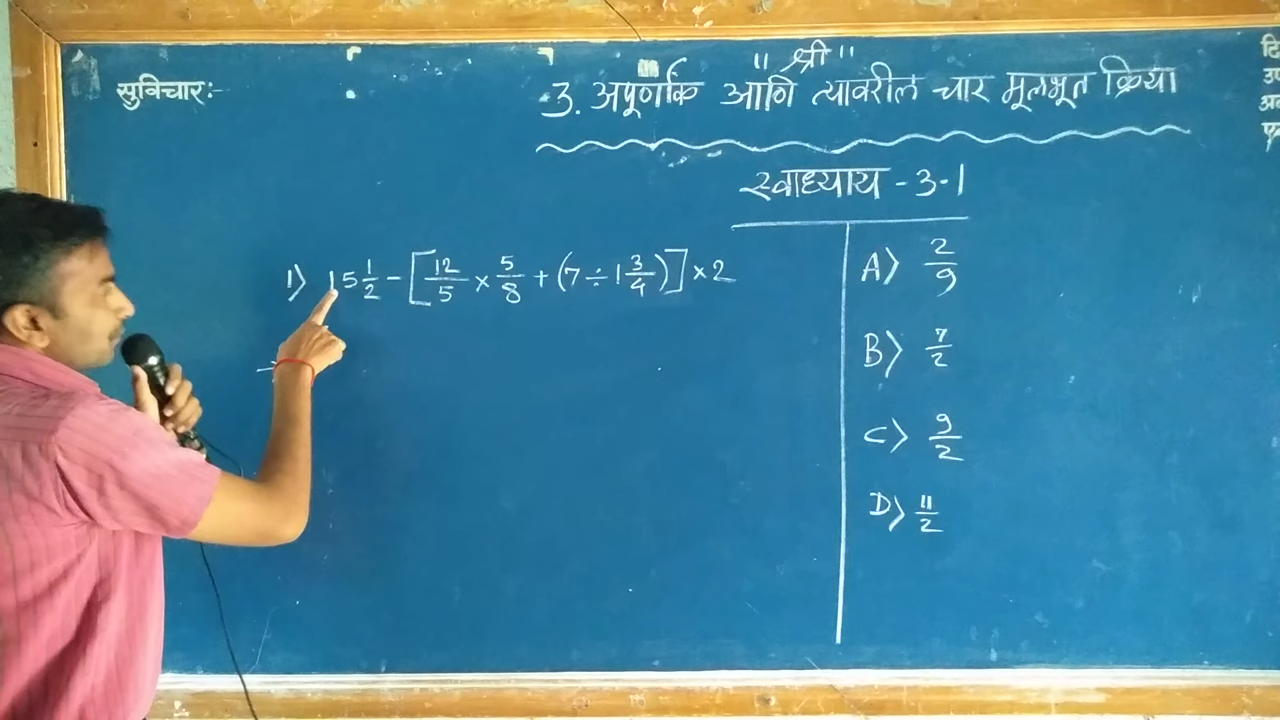 " श्री "
सुविचार:-
3. अपूर्णांक आणि त्यावरील चार मूलभूत क्रिया
स्वाध्याय - 3.1
1) 15 1/2 - [12/5 × 5/8 + (7 ÷ 1 3/4)] × 2
A) 2/9
B) 7/2
C) 9/2
D) 11/2